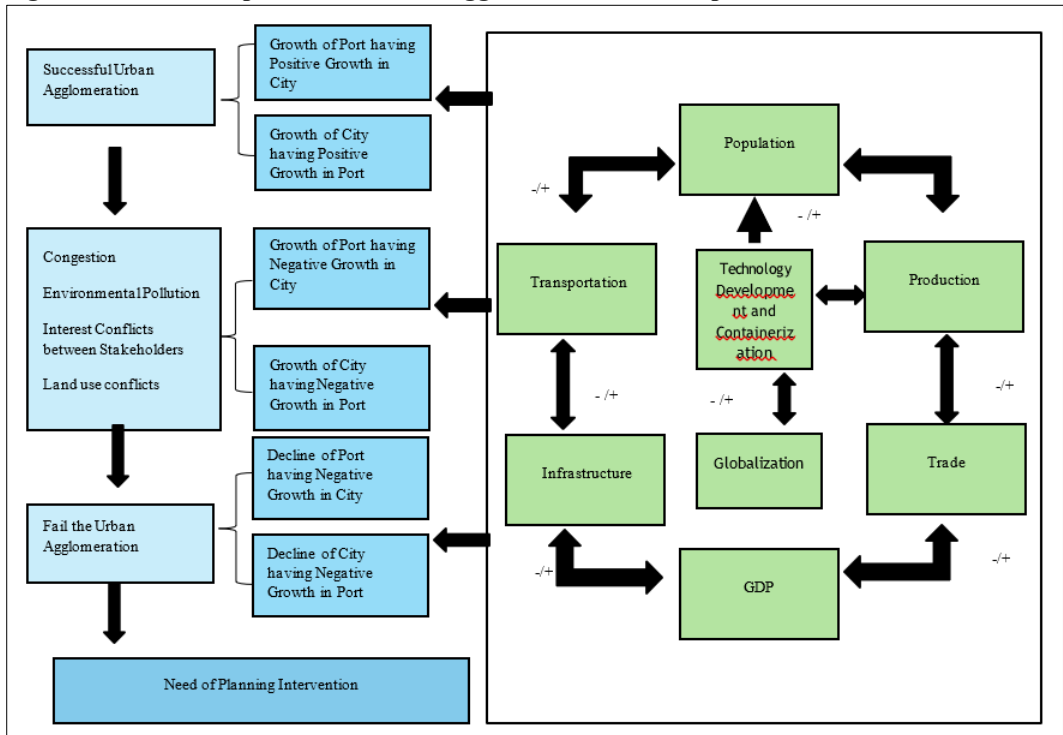 Successful Urban
Agglomeration
Growth of Port having
Positive Growth in
City
Growth of City
having Positive
Growth in Port
Congestion
Environmental Pollution
Interest Conflicts
between Stakeholders
Land use conflicts
Growth of Port having
Negative Growth in
City
Growth of City
having Negative
Growth in Port
Fail the Urban
Agglomeration
Decline of Port
having Negative
Growth in City
Decline of City
having Negative
Growth in Port
Need of Planning Intervention
Population
-/+
- /+
Transportation
Technology
Developme
nt and
Containeriz
ation
Production
- /+
- /+
-/+
Infrastructure
Globalization
Trade
-/+
-/+
GDP